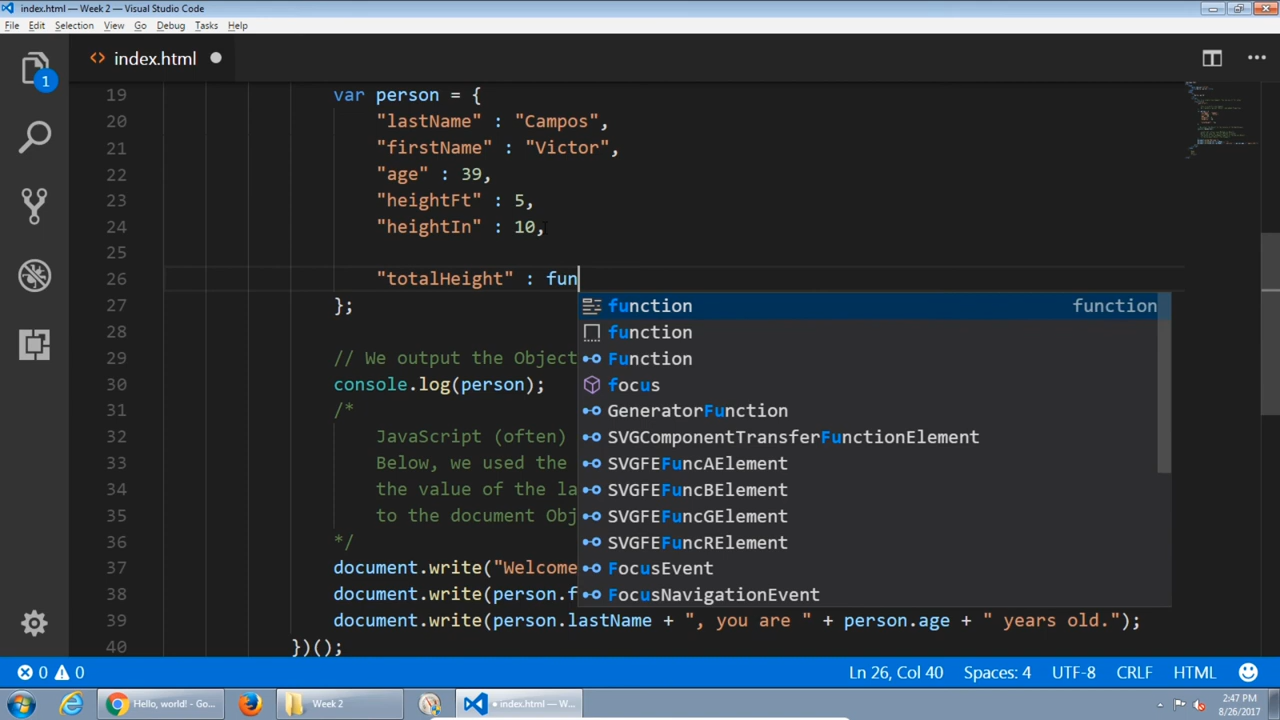 index.html — Week 2 — Visual Studio Code
File Edit Selection View Go Debug Tasks Help
1
index.html
19 var person = {
20 "lastName" : "Campos",
21 "firstName" : "Victor",
22 "age" : 39,
23 "heightFt" : 5,
24 "heightIn" : 10,
25
26 "totalHeight" : fun
function function
27 };
function
28
Function
29 // We output the Object
focus
30 console.log(person);
GeneratorFunction
31 /*
SVGComponentTransferFunctionElement
32 JavaScript (often)
SVGFEFuncAElement
33 Below, we used the
SVGFEFuncBElement
34 the value of the la
SVGFEFuncGElement
35 to the document Obj
SVGFEFuncRElement
36 */
FocusEvent
37 document.write("Welcome
FocusNavigationEvent
38 document.write(person.f
39 document.write(person.lastName + ", you are " + person.age + " years old.");
40 })();
0 0 Ln 26, Col 40 Spaces: 4 UTF-8 CRLF HTML
Hello, world! - Go... Week 2 index.html — Wee...
2:47 PM
8/26/2017